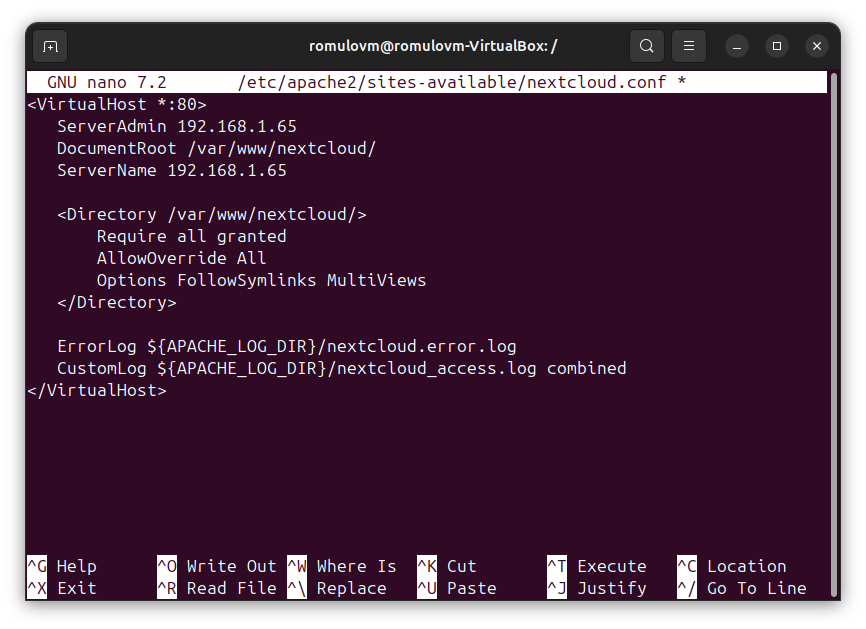 romulovm@romulovm-VirtualBox: /
GNU nano 7.2 /etc/apache2/sites-available/nextcloud.conf *
<VirtualHost *:80>
ServerAdmin 192.168.1.65
DocumentRoot /var/www/nextcloud/
ServerName 192.168.1.65
<Directory /var/www/nextcloud/>
Require all granted
AllowOverride All
Options FollowSymlinks MultiViews
</Directory>
ErrorLog ${APACHE_LOG_DIR}/nextcloud.error.log
CustomLog ${APACHE_LOG_DIR}/nextcloud_access.log combined
</VirtualHost>
^G Help ^O Write Out ^W Where Is ^K Cut ^T Execute ^C Location
^X Exit ^R Read File ^\ Replace ^U Paste ^J Justify ^/ Go To Line